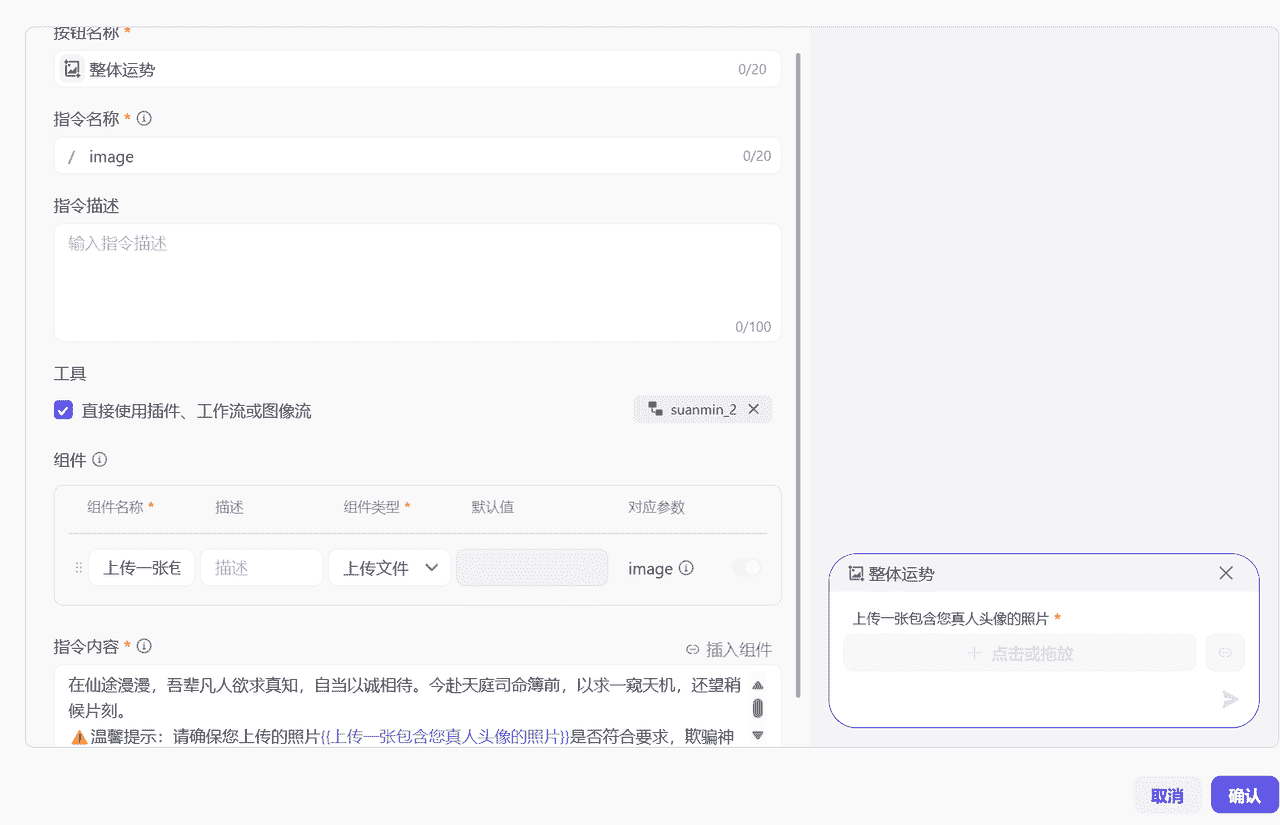 按钮名称 *
整体运势 0/20
指令名称 *
/ image 0/20
指令描述
输入指令描述
0/100
工具
直接使用插件、工作流或图像流 suanmin_2
组件
组件名称 * 描述 组件类型 * 默认值 对应参数
上传一张包 描述 上传文件 image
指令内容 * 插入组件
在仙途漫漫，吾辈凡人欲求真知，自当以诚相待。今赴天庭司命簿前，以求一窥天机，还望稍
候片刻。
⚠️温馨提示：请确保您上传的照片{{上传一张包含您真人头像的照片}}是否符合要求，欺骗神
整体运势
上传一张包含您真人头像的照片 *
+ 点击或拖放
取消 确认